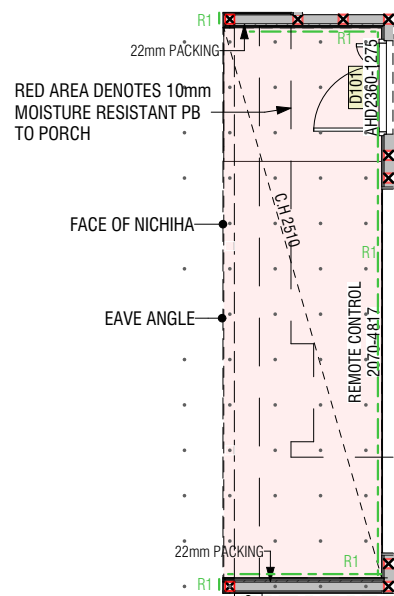 R1
R1
22mm PACKING
RED AREA DENOTES 10mm
MOISTURE RESISTANT PB
TO PORCH
D101
AHD2360-1275
C.H 2510
FACE OF NICHIHA
R1
EAVE ANGLE
REMOTE CONTROL
2070-4817
22mm PACKING
R1
R1